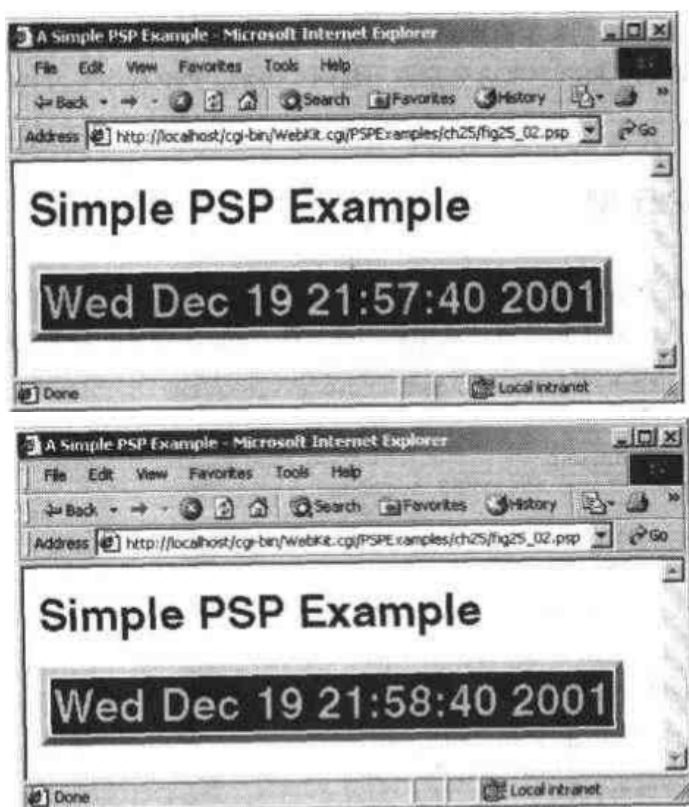 A Simple PSP Example - Microsoft Internet Explorer
File Edit View Favorites Tools Help
Back Search Favorites History »
Address http://localhost/cgi-bin/WebKit.cgi/PSPExamples/ch25/fig25_02.psp Go
Simple PSP Example
Wed Dec 19 21:57:40 2001
Done Local intranet
A Simple PSP Example - Microsoft Internet Explorer
File Edit View Favorites Tools Help
Back Search Favorites History »
Address http://localhost/cgi-bin/WebKit.cgi/PSPExamples/ch25/fig25_02.psp Go
Simple PSP Example
Wed Dec 19 21:58:40 2001
Done Local intranet